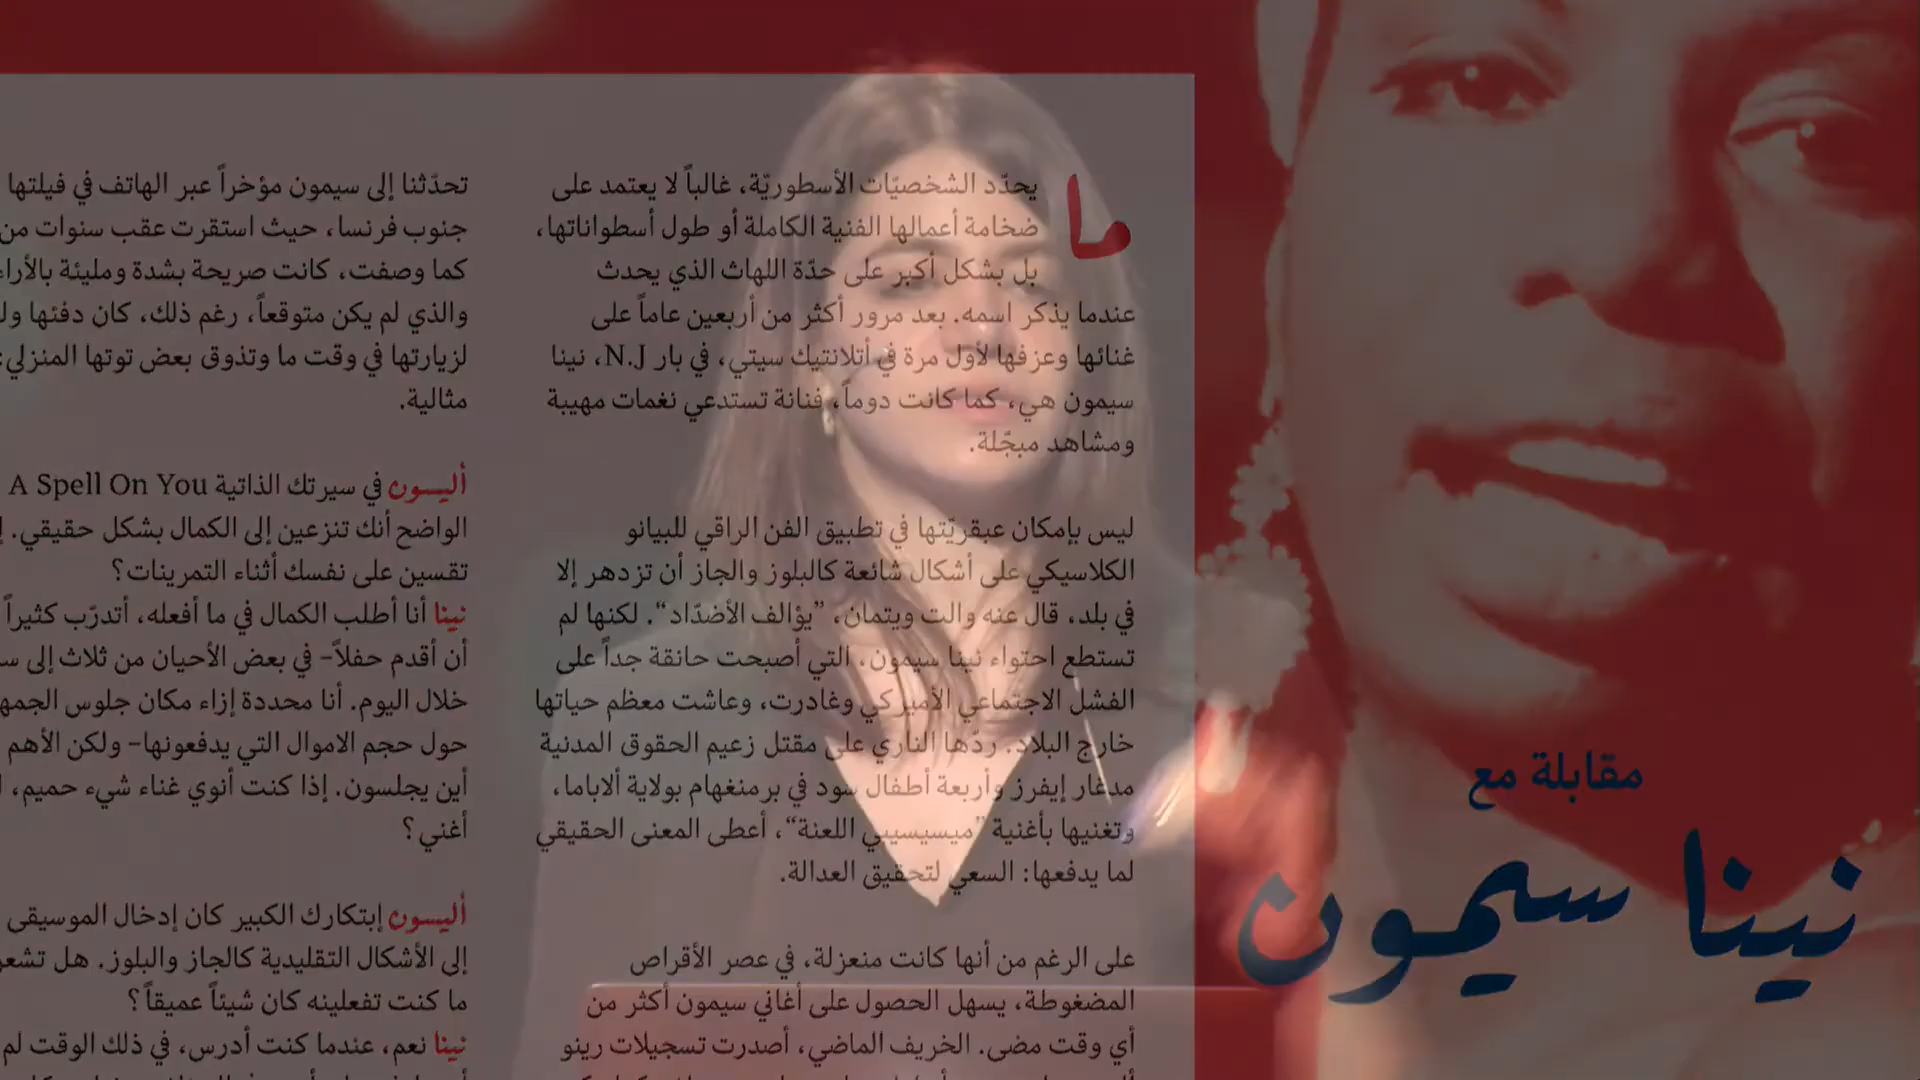 مقابلة مع
نينا سيمون
ما يحدّد الشخصيّات الأسطوريّة، غالباً لا يعتمد على
ضخامة أعمالها الفنية الكاملة أو طول أسطواناتها،
بل بشكل أكبر على حدّة اللهاث الذي يحدث
عندما يذكر اسمه. بعد مرور أكثر من أربعين عاماً على
غنائها وعزفها لأول مرة في أتلانتيك سيتي، في بار N.J، نينا
سيمون هي، كما كانت دوماً، فنانة تستدعي نغمات مهيبة
ومشاهد مبجّلة.
ليس بإمكان عبقريّتها في تطبيق الفن الراقي للبيانو
الكلاسيكي على أشكال شائعة كالبلوز والجاز أن تزدهر إلا
في بلد، قال عنه والت ويتمان، ”يؤالف الأضدّاد“. لكنها لم
تستطع احتواء نينا سيمون، التي أصبحت حانقة جداً على
الفشل الاجتماعي الأميركي وغادرت، وعاشت معظم حياتها
خارج البلاد. ردّها الناري على مقتل زعيم الحقوق المدنية
مدغار إيفرز وأربعة أطفال سود في برمنغهام بولاية ألاباما،
وتغنيها بأغنية ”ميسيسيبي اللعنة“، أعطى المعنى الحقيقي
لما يدفعها: السعي لتحقيق العدالة.
على الرغم من أنها كانت منعزلة، في عصر الأقراص
المضغوطة، يسهل الحصول على أغاني سيمون أكثر من
أي وقت مضى. الخريف الماضي، أصدرت تسجيلات رينو
تحدّثنا إلى سيمون مؤخراً عبر الهاتف في فيلتها
جنوب فرنسا، حيث استقرت عقب سنوات من
كما وصفت، كانت صريحة بشدة ومليئة بالأراء
والذي لم يكن متوقعاً، رغم ذلك، كان دفئها
لزيارتها في وقت ما وتذوق بعض توتها المنزلي:
مثالية.
أليسون في سيرتك الذاتية A Spell On You
الواضح أنك تنزعين إلى الكمال بشكل حقيقي.
تقسين على نفسك أثناء التمرينات؟
نينا أنا أطلب الكمال في ما أفعله، أتدرّب كثيراً
أن أقدم حفلاً– في بعض الأحيان من ثلاث إلى
خلال اليوم. أنا محددة إزاء مكان جلوس
حول حجم الاموال التي يدفعونها– ولكن الأهم
أين يجلسون. إذا كنت أنوي غناء شيء حميم،
أغني؟
أليسون إبتكارك الكبير كان إدخال الموسيقى
إلى الأشكال التقليدية كالجاز والبلوز. هل
ما كنت تفعلينه كان شيئاً عميقاً؟
نينا نعم، عندما كنت أدرس، في ذلك الوقت لم